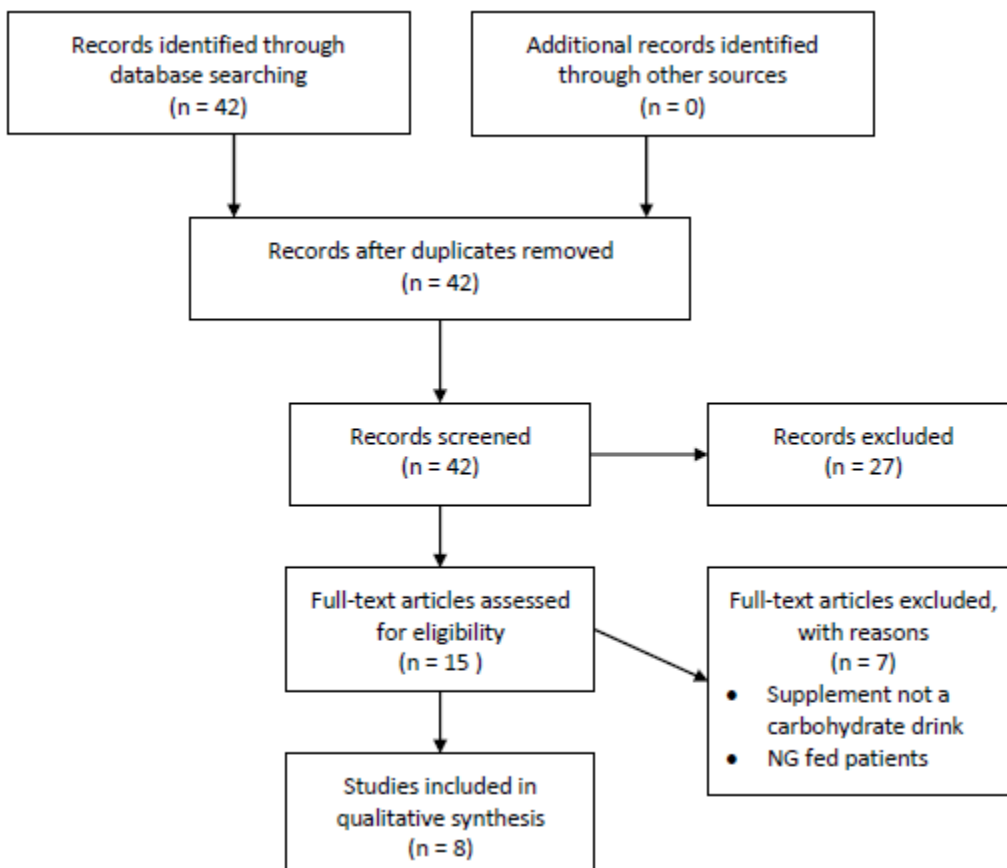 Records identified through
database searching
(n = 42)
Additional records identified
through other sources
(n = 0)
Records after duplicates removed
(n = 42)
Records screened
(n = 42)
Records excluded
(n = 27)
Full-text articles assessed
for eligibility
(n = 15 )
Full-text articles excluded,
with reasons
(n = 7)
• Supplement not a
carbohydrate drink
• NG fed patients
Studies included in
qualitative synthesis
(n = 8)